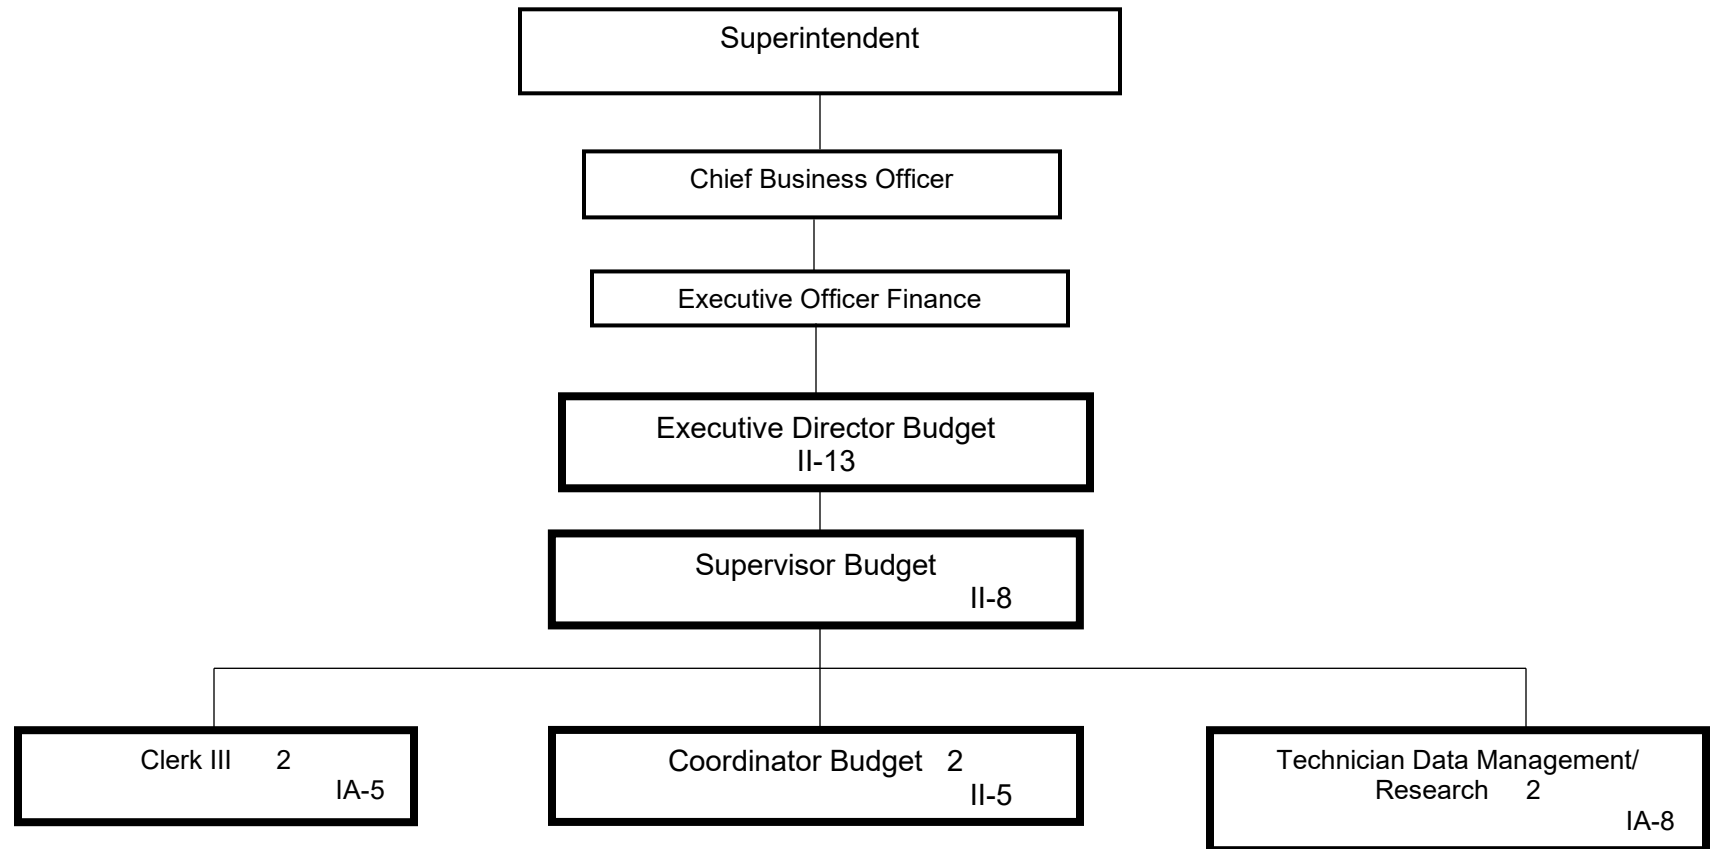 Superintendent
Chief Business Officer
Executive Officer Finance
Executive Director Budget
II-13
Supervisor Budget
II-8
Clerk III 2
IA-5
Coordinator Budget 2
II-5
Technician Data Management/
Research 2
IA-8